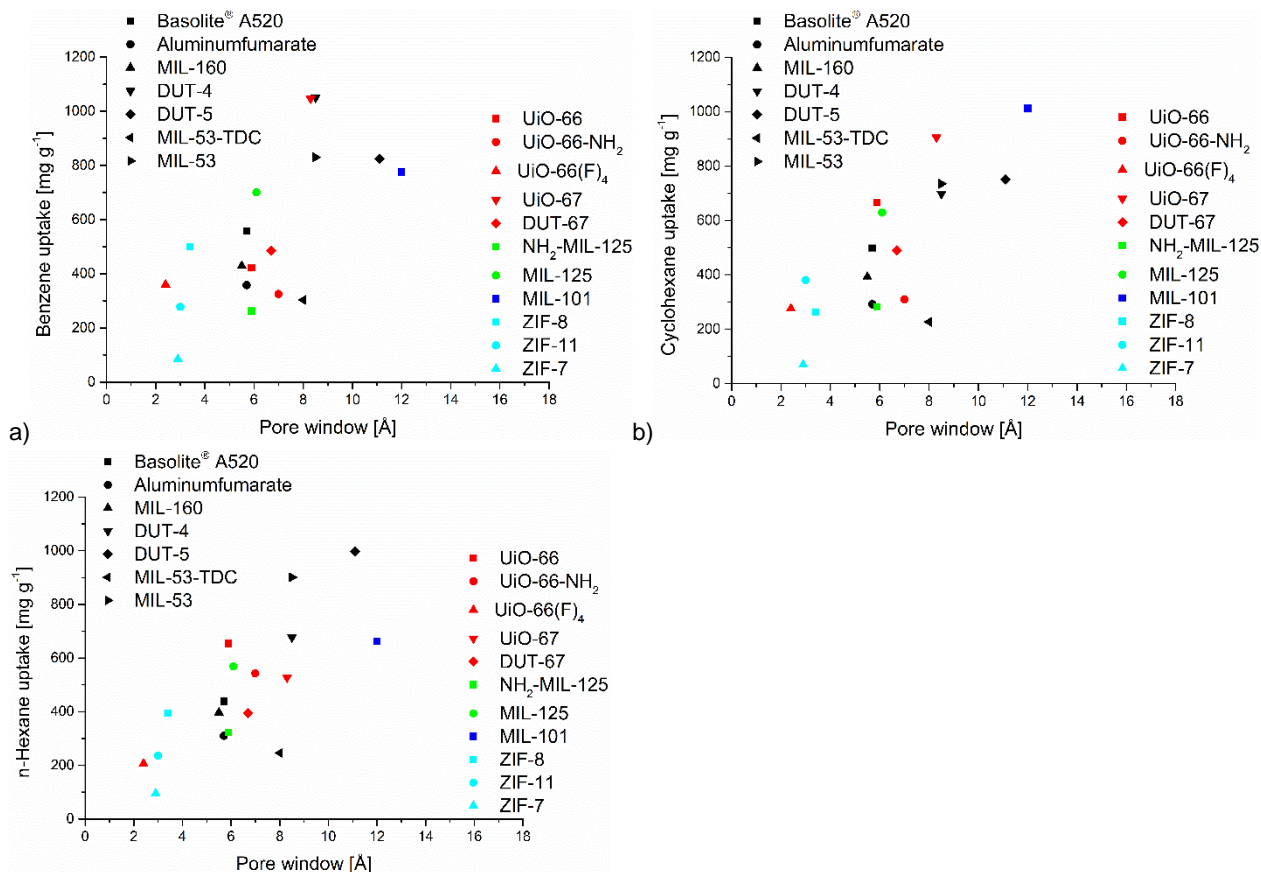 Basolite® A520
Aluminumfumarate
MIL-160
DUT-4
DUT-5
MIL-53-TDC
MIL-53
UiO-66
UiO-66-NH₂
UiO-66(F)₄
UiO-67
DUT-67
NH₂-MIL-125
MIL-125
MIL-101
ZIF-8
ZIF-11
ZIF-7
Benzene uptake [mg g⁻¹]
1200
1000
800
600
400
200
0
0 2 4 6 8 10 12 14 16 18
Pore window [Å]
a)
Basolite® A520
Aluminumfumarate
MIL-160
DUT-4
DUT-5
MIL-53-TDC
MIL-53
UiO-66
UiO-66-NH₂
UiO-66(F)₄
UiO-67
DUT-67
NH₂-MIL-125
MIL-125
MIL-101
ZIF-8
ZIF-11
ZIF-7
Cyclohexane uptake [mg g⁻¹]
1200
1000
800
600
400
200
0
0 2 4 6 8 10 12 14 16 18
Pore window [Å]
b)
Basolite® A520
Aluminumfumarate
MIL-160
DUT-4
DUT-5
MIL-53-TDC
MIL-53
UiO-66
UiO-66-NH₂
UiO-66(F)₄
UiO-67
DUT-67
NH₂-MIL-125
MIL-125
MIL-101
ZIF-8
ZIF-11
ZIF-7
n-Hexane uptake [mg g⁻¹]
1200
1000
800
600
400
200
0
0 2 4 6 8 10 12 14 16 18
Pore window [Å]